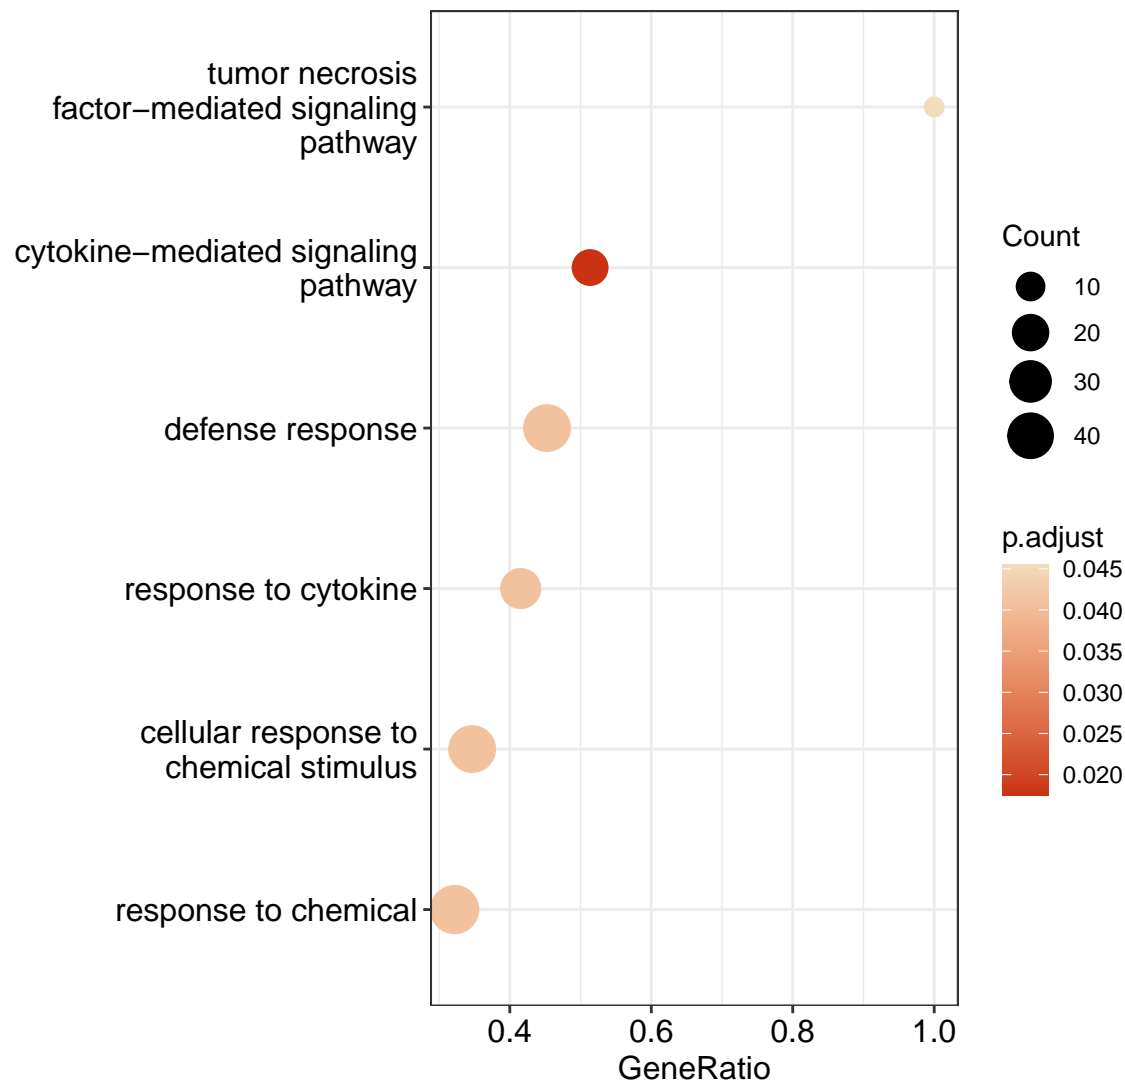 tumor necrosis
factor−mediated signaling
pathway
cytokine−mediated signaling
pathway
defense response
response to cytokine
cellular response to
chemical stimulus
response to chemical
0.4
0.6
0.8
1.0
GeneRatio
Count
10
20
30
40
p.adjust
0.045
0.040
0.035
0.030
0.025
0.020